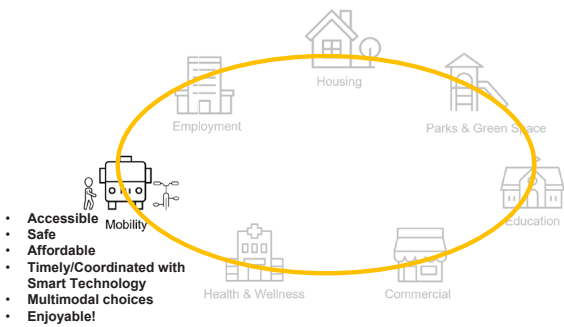 Housing
Employment
Parks & Green Space
Mobility
Education
• Accessible
• Safe
• Affordable
• Timely/Coordinated with
Smart Technology
• Multimodal choices
• Enjoyable!
Health & Wellness
Commercial